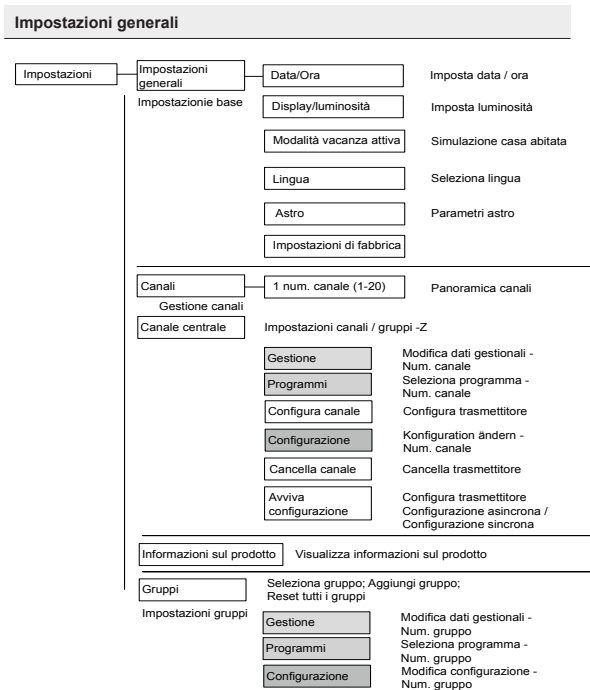 Impostazioni generali
Impostazioni
Impostazioni
generali
Data/Ora
Imposta data / ora
Impostazionie base
Display/luminosità
Imposta luminosità
Modalità vacanza attiva
Simulazione casa abitata
Lingua
Seleziona lingua
Astro
Parametri astro
Impostazioni di fabbrica
Canali
1 num. canale (1-20)
Panoramica canali
Gestione canali
Canale centrale
Impostazioni canali / gruppi -Z
Gestione
Modifica dati gestionali -
Num. canale
Programmi
Seleziona programma -
Num. canale
Configura canale
Configura trasmettitore
Configurazione
Konfiguration ändern -
Num. canale
Cancella canale
Cancella trasmettitore
Avviva
configurazione
Configura trasmettitore
Configurazione asincrona /
Configurazione sincrona
Informazioni sul prodotto
Visualizza informazioni sul prodotto
Gruppi
Seleziona gruppo; Aggiungi gruppo;
Reset tutti i gruppi
Impostazioni gruppi
Gestione
Modifica dati gestionali -
Num. gruppo
Programmi
Seleziona programma -
Num. gruppo
Configurazione
Modifica configurazione -
Num. gruppo